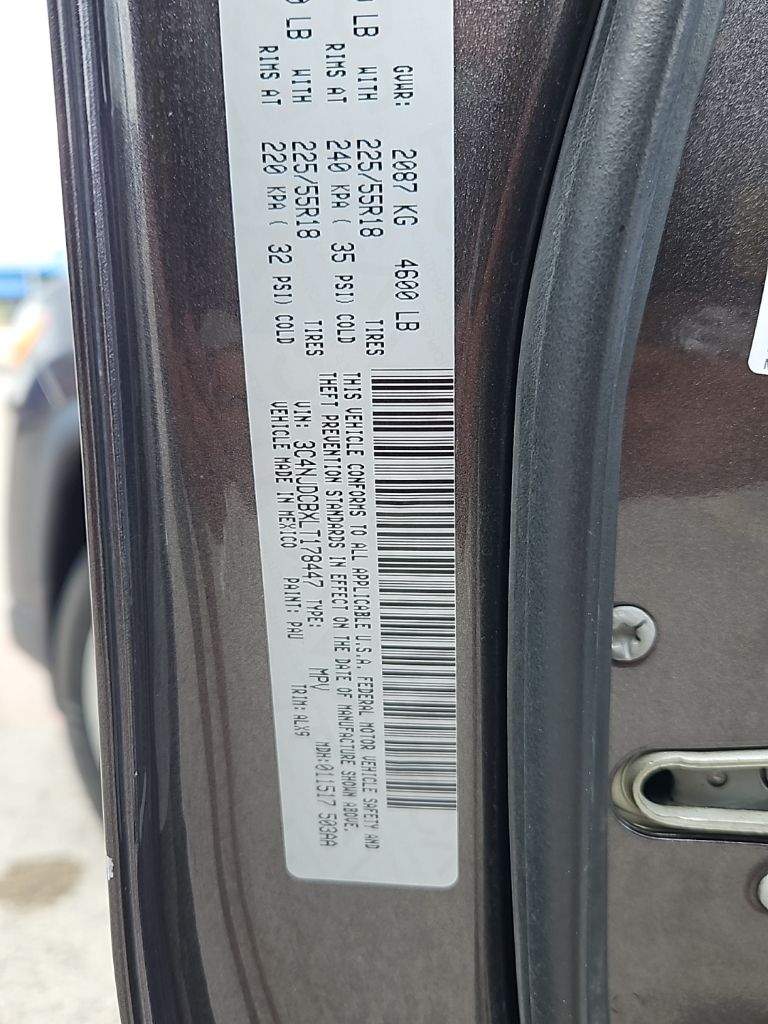 GVWR: 2087 KG 4600 LB
LB WITH 225/55R18 TIRES
RIMS AT 240 KPA ( 35 PSI) COLD
LB WITH 225/55R18 TIRES
RIMS AT 220 KPA ( 32 PSI) COLD
THIS VEHICLE CONFORMS TO ALL APPLICABLE U.S.A. FEDERAL MOTOR VEHICLE SAFETY AND
THEFT PREVENTION STANDARDS IN EFFECT ON THE DATE OF MANUFACTURE SHOWN ABOVE.
VIN: 3C4NJDCBXLT178447 TYPE: MPV MDH:011517 503AA
VEHICLE MADE IN MEXICO PAINT: PAU TRIM: ALX9